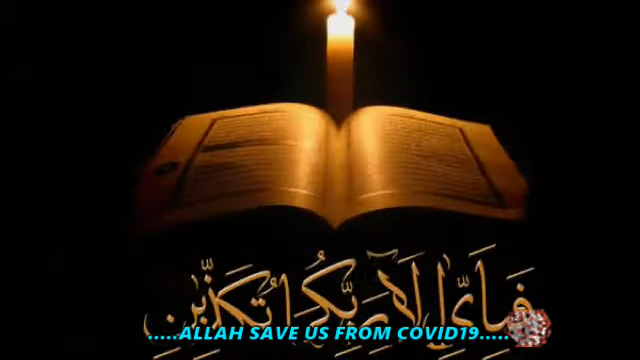 فَبِأَيِّ آلَاءِ رَبِّكُمَا تُكَذِّبَانِ
.....ALLAH SAVE US FROM COVID19.....